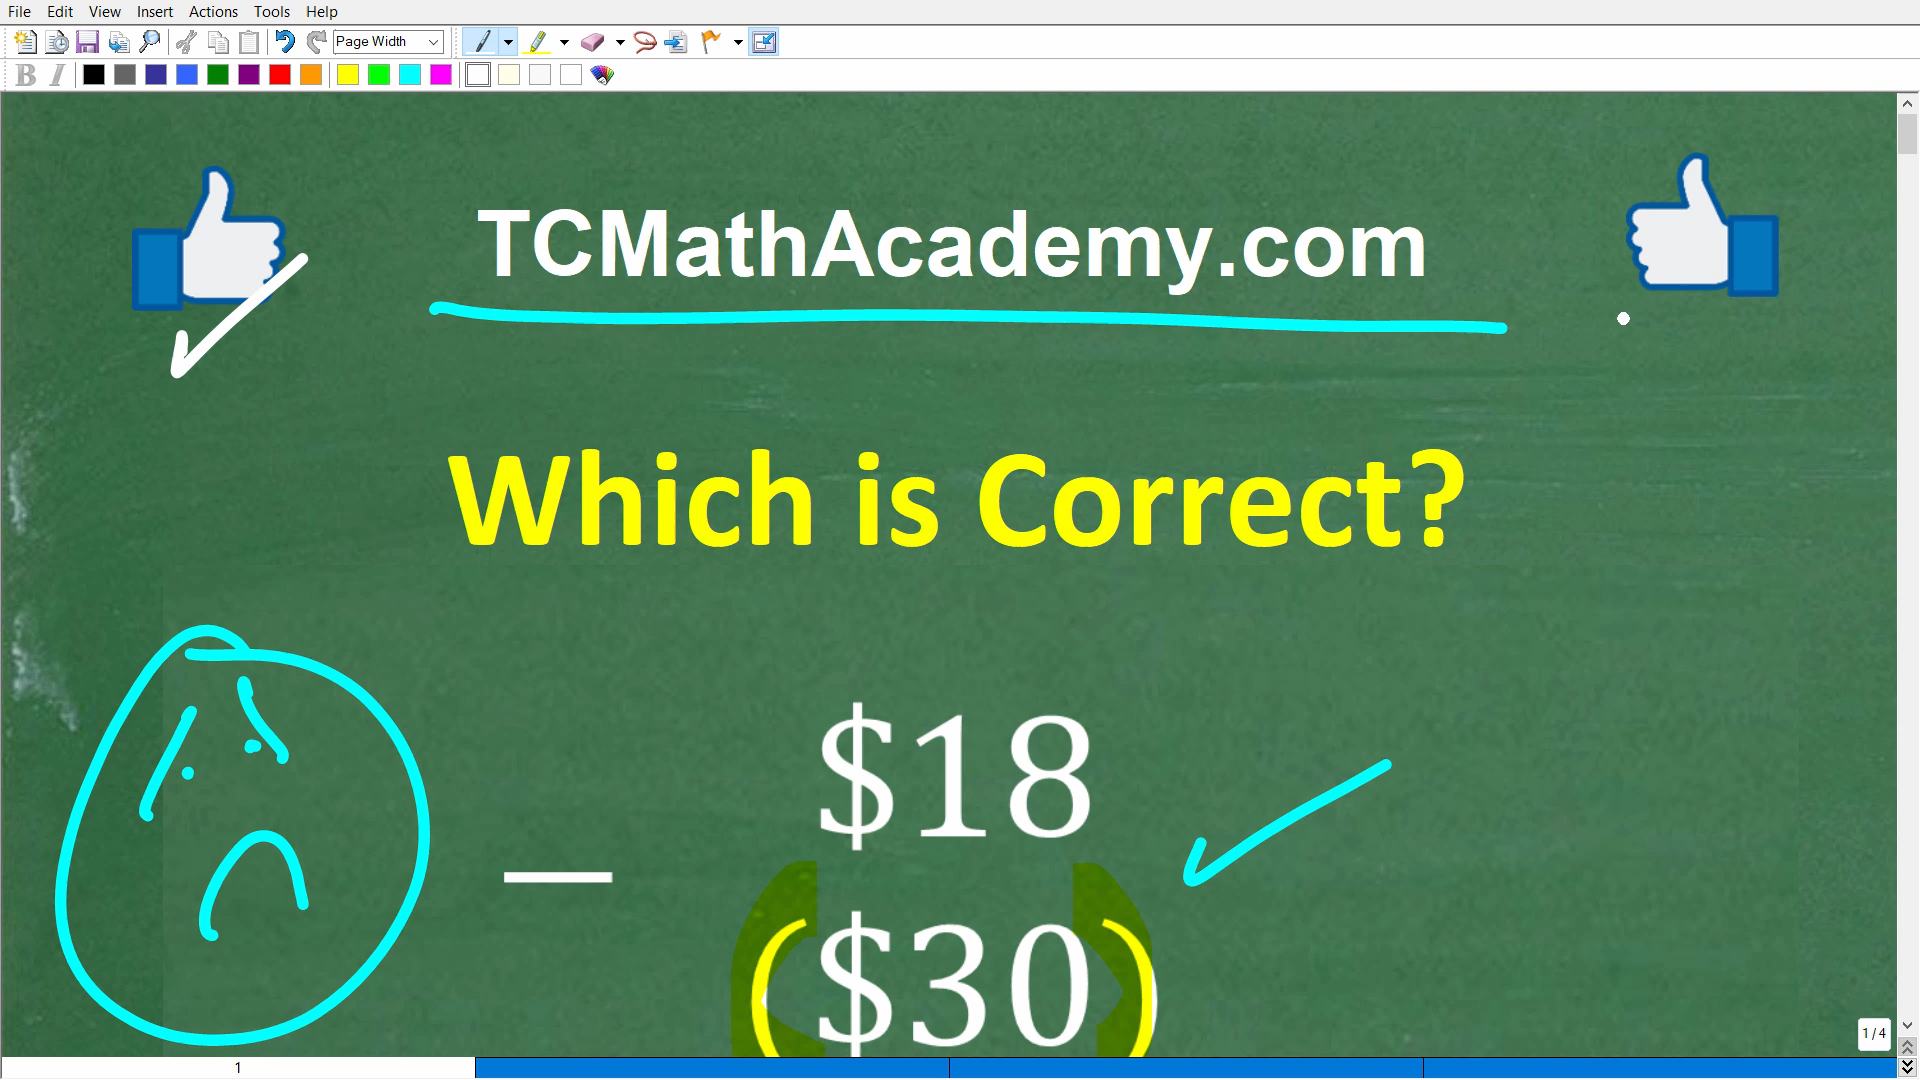 File Edit View Insert Actions Tools Help
Page Width
B I
TCMathAcademy.com
Which is Correct?
$18
—
($30)
1 / 4
1